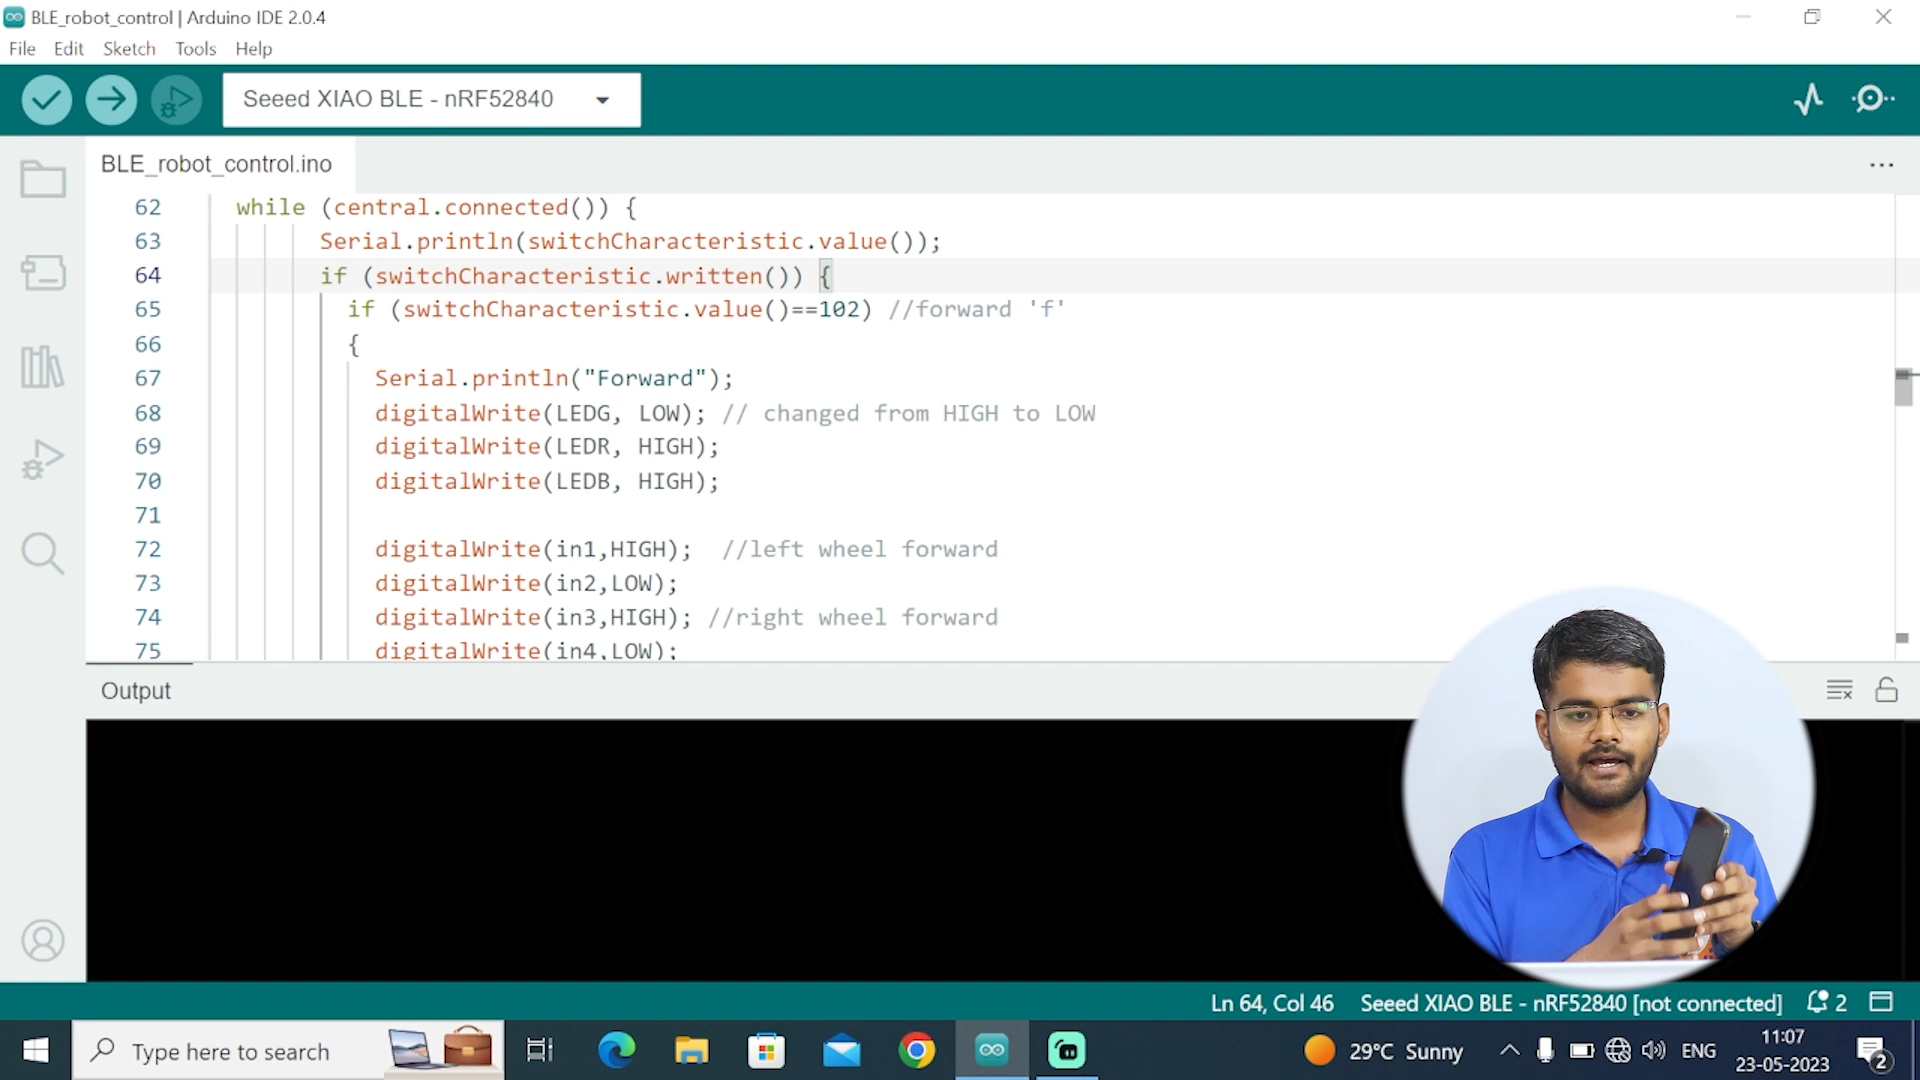 BLE_robot_control | Arduino IDE 2.0.4
File Edit Sketch Tools Help
Seeed XIAO BLE - nRF52840
BLE_robot_control.ino
62 while (central.connected()) {
63 Serial.println(switchCharacteristic.value());
64 if (switchCharacteristic.written()) {
65 if (switchCharacteristic.value()==102) //forward 'f'
66 {
67 Serial.println("Forward");
68 digitalWrite(LEDG, LOW); // changed from HIGH to LOW
69 digitalWrite(LEDR, HIGH);
70 digitalWrite(LEDB, HIGH);
71
72 digitalWrite(in1,HIGH); //left wheel forward
73 digitalWrite(in2,LOW);
74 digitalWrite(in3,HIGH); //right wheel forward
75 digitalWrite(in4,LOW);
Output
Ln 64, Col 46 Seeed XIAO BLE - nRF52840 [not connected] 2
Type here to search
29°C Sunny
ENG
11:07
23-05-2023
2